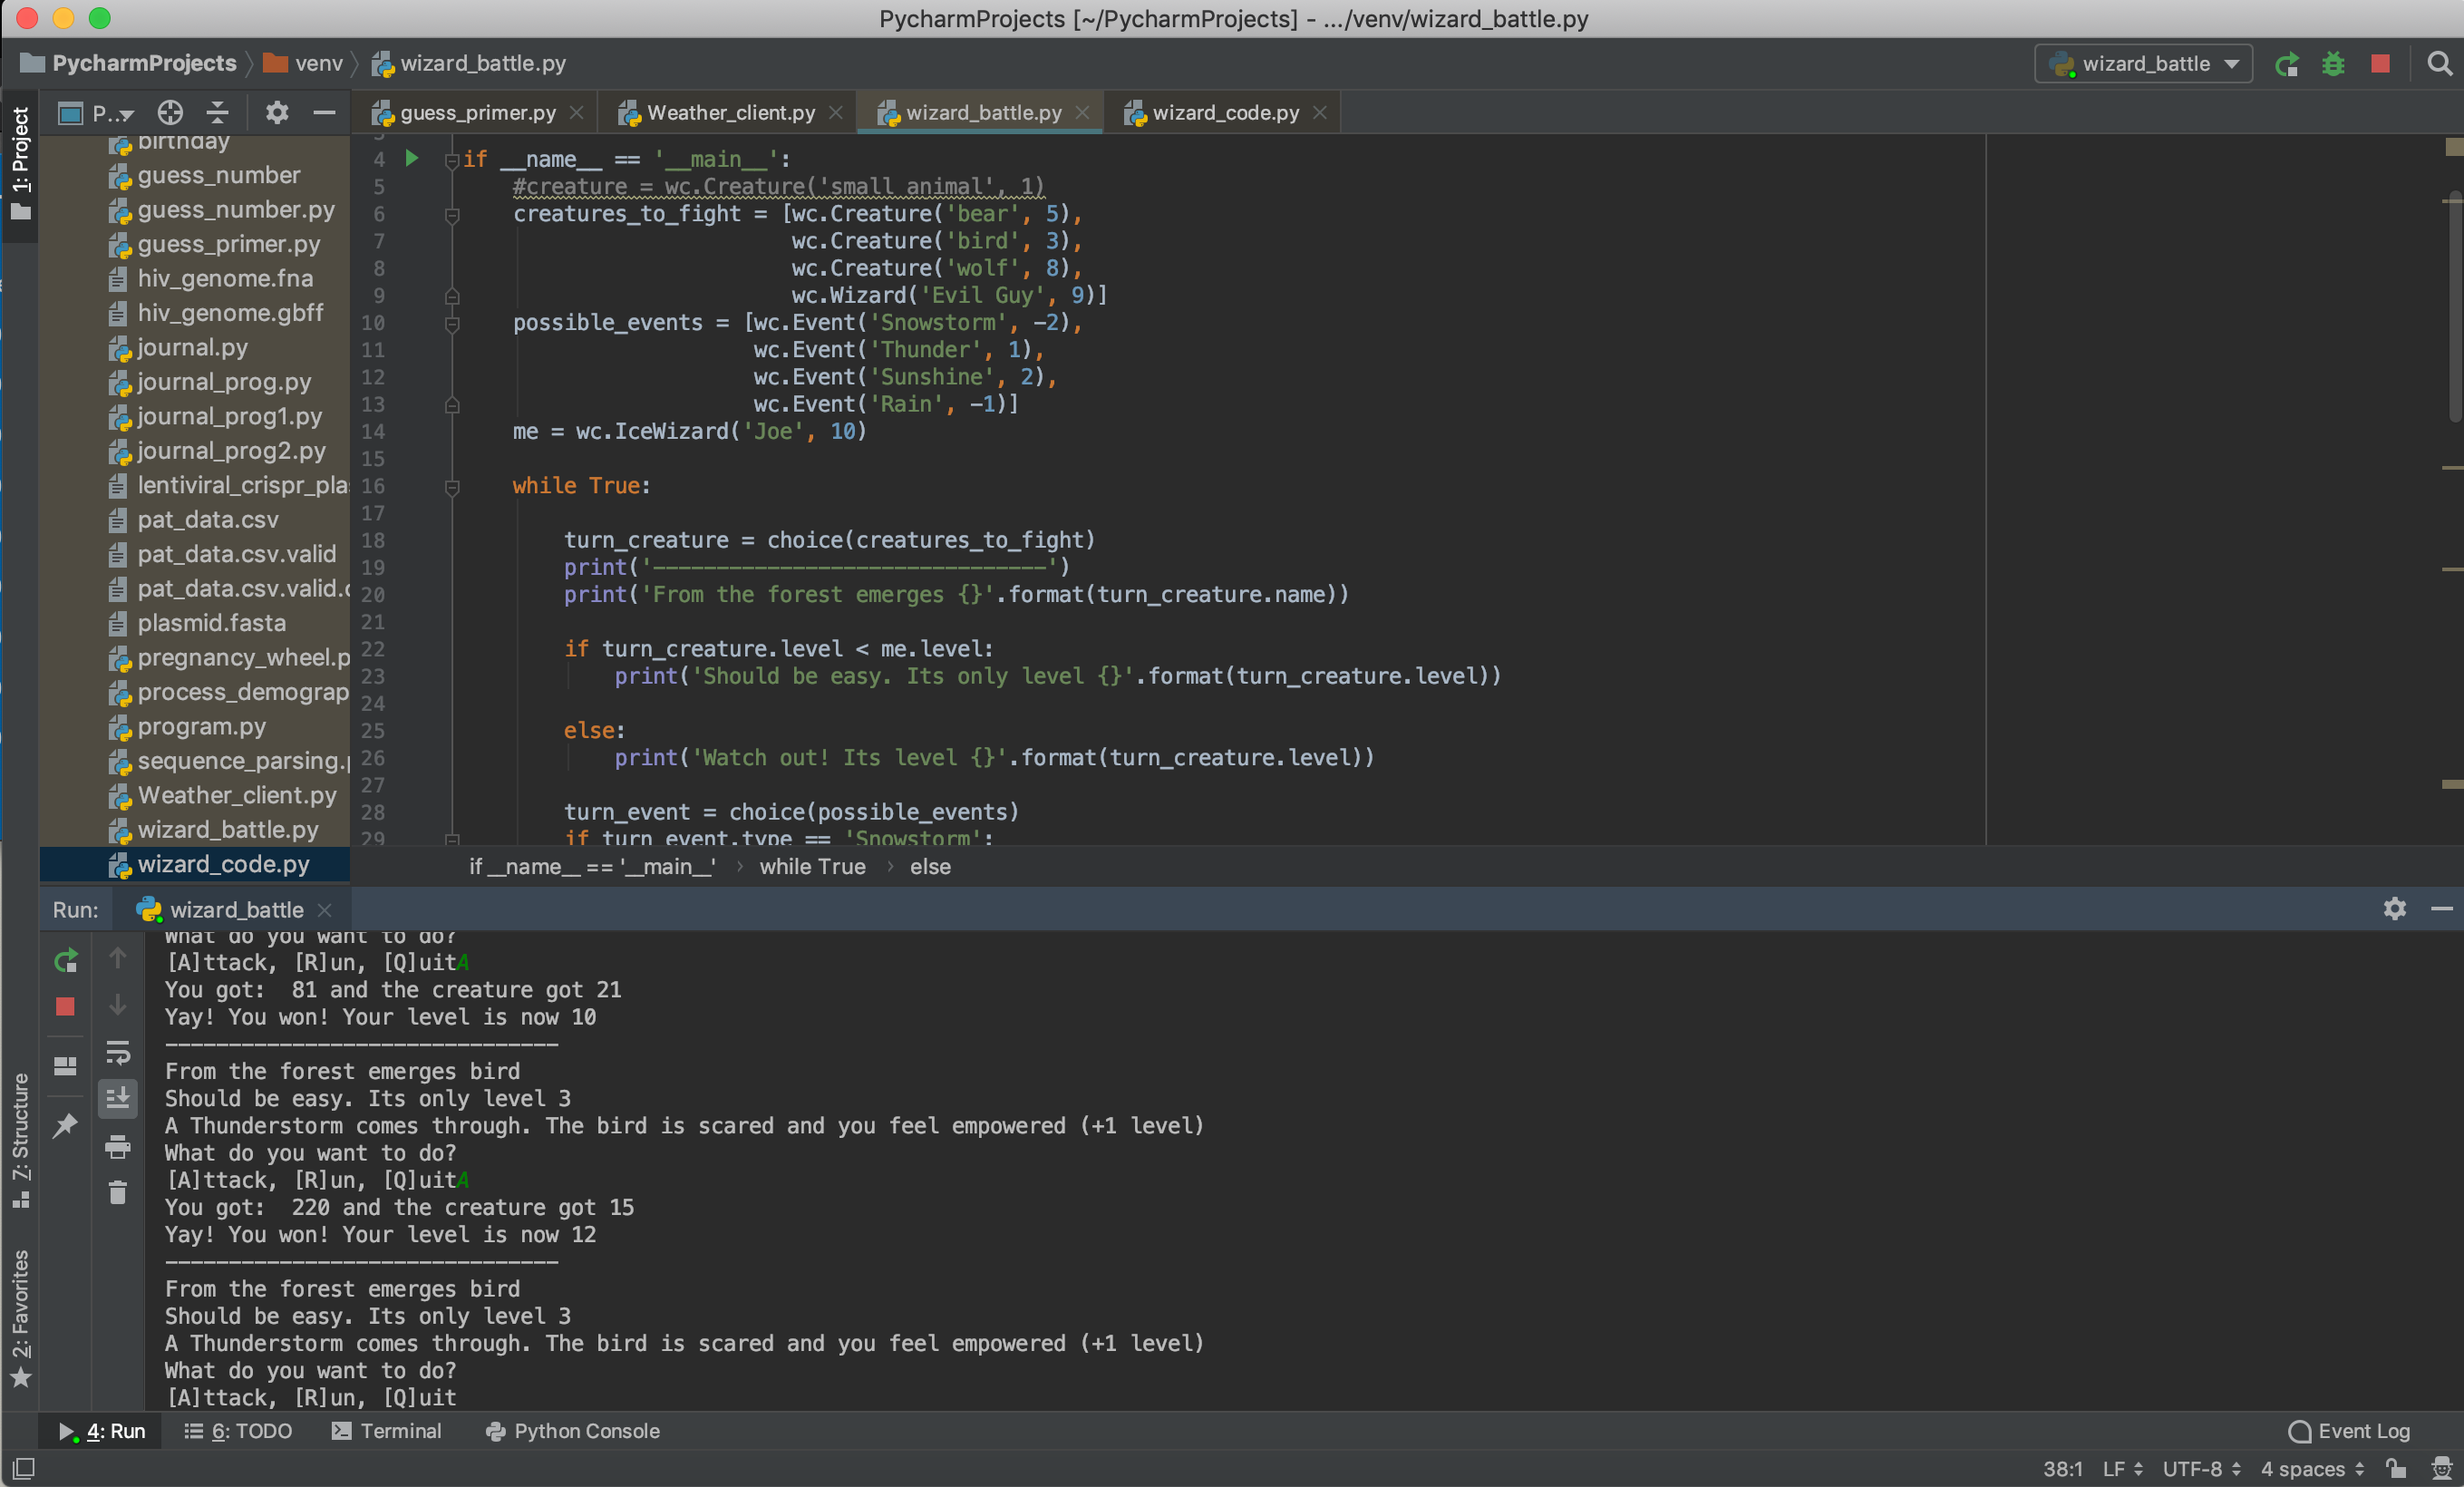 PycharmProjects [~/PycharmProjects] - .../venv/wizard_battle.py
PycharmProjects venv wizard_battle.py
wizard_battle
1: Project
P..
guess_primer.py
Weather_client.py
wizard_battle.py
wizard_code.py
birthday
guess_number
guess_number.py
guess_primer.py
hiv_genome.fna
hiv_genome.gbff
journal.py
journal_prog.py
journal_prog1.py
journal_prog2.py
lentiviral_crispr_pla
pat_data.csv
pat_data.csv.valid
pat_data.csv.valid.
plasmid.fasta
pregnancy_wheel.p
process_demograp
program.py
sequence_parsing.
Weather_client.py
wizard_battle.py
wizard_code.py
4 if __name__ == '__main__':
5 #creature = wc.Creature('small animal', 1)
6 creatures_to_fight = [wc.Creature('bear', 5),
7 wc.Creature('bird', 3),
8 wc.Creature('wolf', 8),
9 wc.Wizard('Evil Guy', 9)]
10 possible_events = [wc.Event('Snowstorm', -2),
11 wc.Event('Thunder', 1),
12 wc.Event('Sunshine', 2),
13 wc.Event('Rain', -1)]
14 me = wc.IceWizard('Joe', 10)
15
16 while True:
17
18 turn_creature = choice(creatures_to_fight)
19 print('-------------------------------')
20 print('From the forest emerges {}'.format(turn_creature.name))
21
22 if turn_creature.level < me.level:
23 print('Should be easy. Its only level {}'.format(turn_creature.level))
24
25 else:
26 print('Watch out! Its level {}'.format(turn_creature.level))
27
28 turn_event = choice(possible_events)
29 if turn_event.type == 'Snowstorm':
if __name__ == '__main__' › while True › else
Run: wizard_battle
What do you want to do?
[A]ttack, [R]un, [Q]uitA
You got:  81 and the creature got 21
Yay! You won! Your level is now 10
-------------------------------
From the forest emerges bird
Should be easy. Its only level 3
A Thunderstorm comes through. The bird is scared and you feel empowered (+1 level)
What do you want to do?
[A]ttack, [R]un, [Q]uitA
You got:  220 and the creature got 15
Yay! You won! Your level is now 12
-------------------------------
From the forest emerges bird
Should be easy. Its only level 3
A Thunderstorm comes through. The bird is scared and you feel empowered (+1 level)
What do you want to do?
[A]ttack, [R]un, [Q]uit
7: Structure
2: Favorites
4: Run
6: TODO
Terminal
Python Console
Event Log
38:1 LF UTF-8 4 spaces